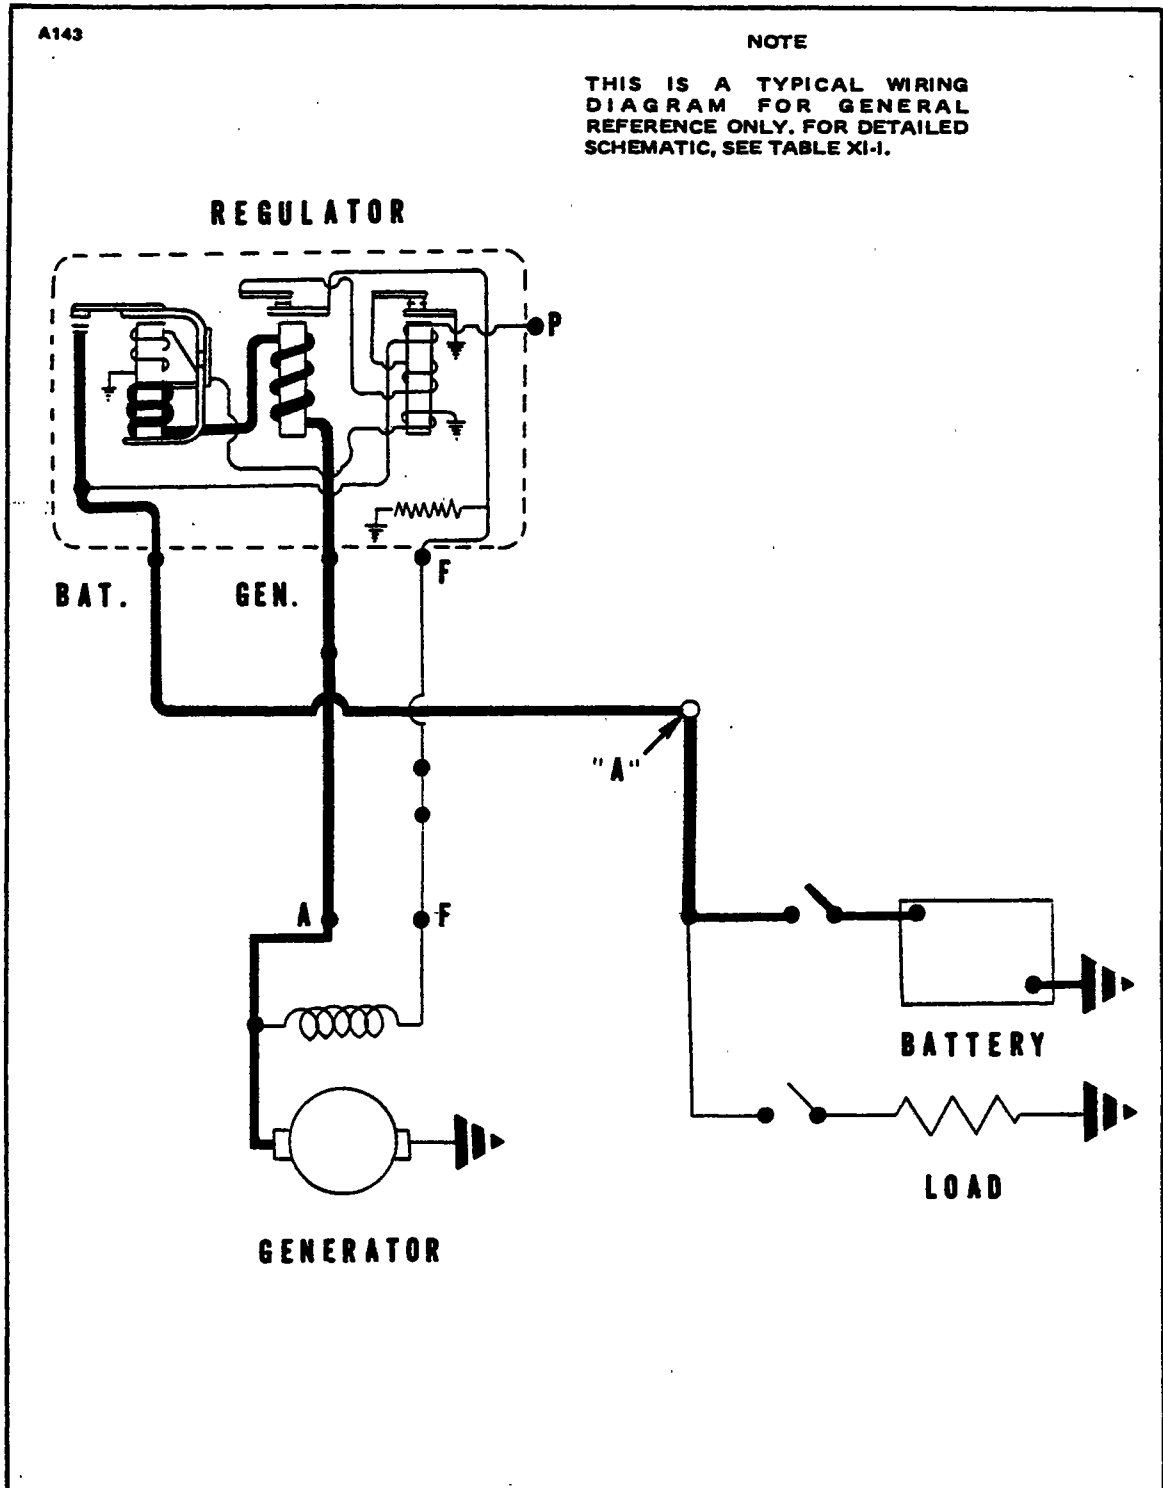 A143
NOTE
THIS IS A TYPICAL WIRING
DIAGRAM FOR GENERAL
REFERENCE ONLY. FOR DETAILED
SCHEMATIC, SEE TABLE XI-I.
REGULATOR
P
F
BAT.
GEN.
"A"
A
F
BATTERY
LOAD
GENERATOR